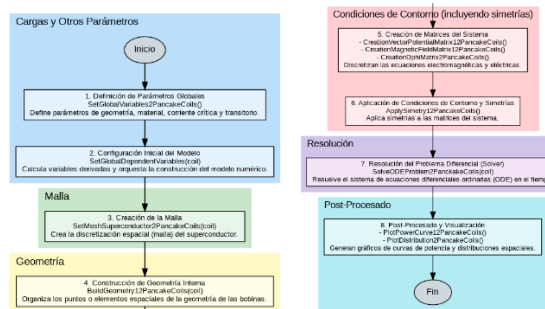 Cargas y Otros Parámetros
Inicio
1. Definición de Parámetros Globales
SetGlobalVariables2PancakeCoils()
Define parámetros de geometría, material, corriente crítica y transitorio.
2. Configuración Inicial del Modelo
SetGlobalDependentVariables(coil)
Calcula variables derivadas y orquesta la construcción del modelo numérico.
Malla
3. Creación de la Malla
SetMeshSuperconductor2PancakeCoils(coil)
Crea la discretización espacial (malla) del superconductor.
Geometría
4. Construcción de Geometría Interna
BuildGeometry12PancakeCoils(coil)
Organiza los puntos o elementos espaciales de la geometría de las bobinas.
Condiciones de Contorno (incluyendo simetrías)
5. Creación de Matrices del Sistema
- CreationVectorPotentialMatrix12PancakeCoils()
- CreationMagneticFieldMatrix12PancakeCoils()
- CreationDphiMatrix2PancakeCoils()
Discretizan las ecuaciones electromagnéticas y eléctricas.
6. Aplicación de Condiciones de Contorno y Simetrías
ApplySimetry12PancakeCoils()
Aplica simetrías a las matrices del sistema.
Resolución
7. Resolución del Problema Diferencial (Solver)
SolveODEProblem2PancakeCoils(coil)
Resuelve el sistema de ecuaciones diferenciales ordinarias (ODE) en el tiempo
Post-Procesado
8. Post-Procesado y Visualización
- PlotPowerCurve12PancakeCoils()
- PlotDistribution2PancakeCoils()
Generan gráficos de curvas de potencia y distribuciones espaciales.
Fin